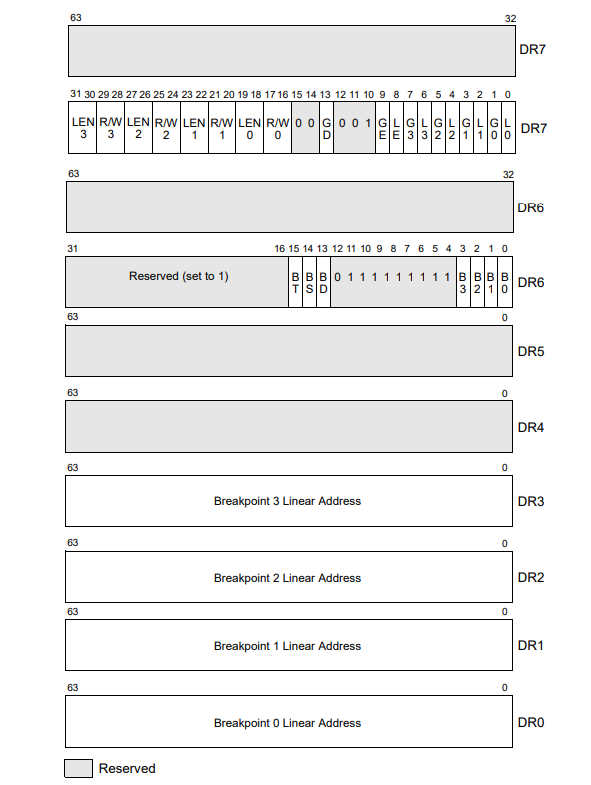 63 32
DR7
31 30 29 28 27 26 25 24 23 22 21 20 19 18 17 16 15 14 13 12 11 10 9 8 7 6 5 4 3 2 1 0
LEN R/W LEN R/W LEN R/W LEN R/W 0 0 G 0 0 1 G L G L G L G L G L DR7
3 3 2 2 1 1 0 0 D E E 3 3 2 2 1 1 0 0
63 32
DR6
31 16 15 14 13 12 11 10 9 8 7 6 5 4 3 2 1 0
Reserved (set to 1) B B B 0 1 1 1 1 1 1 1 1 B B B B DR6
T S D 3 2 1 0
63 0
DR5
63 0
DR4
63 0
Breakpoint 3 Linear Address DR3
63 0
Breakpoint 2 Linear Address DR2
63 0
Breakpoint 1 Linear Address DR1
63 0
Breakpoint 0 Linear Address DR0
Reserved